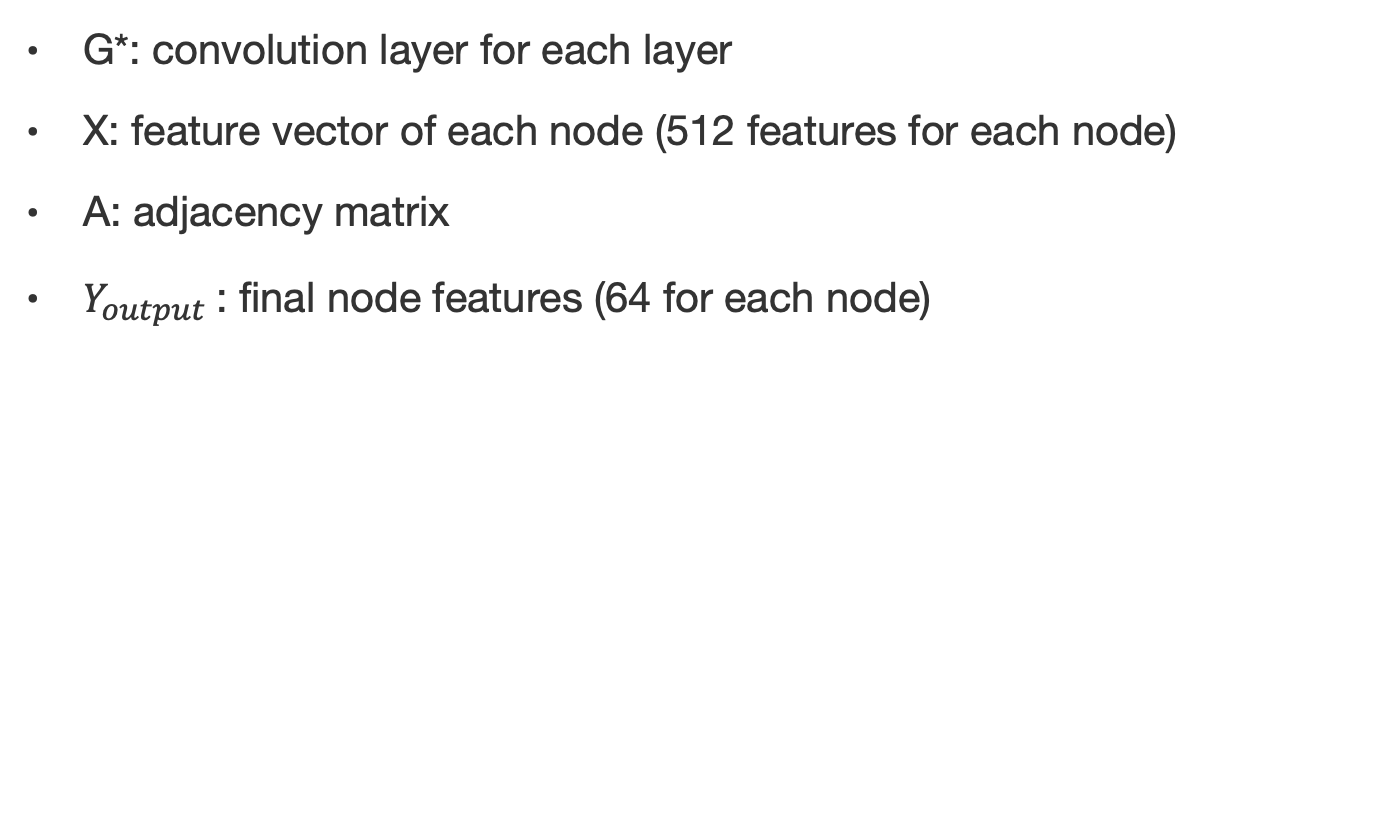 • G*: convolution layer for each layer
• X: feature vector of each node (512 features for each node)
• A: adjacency matrix
• Y_output : final node features (64 for each node)